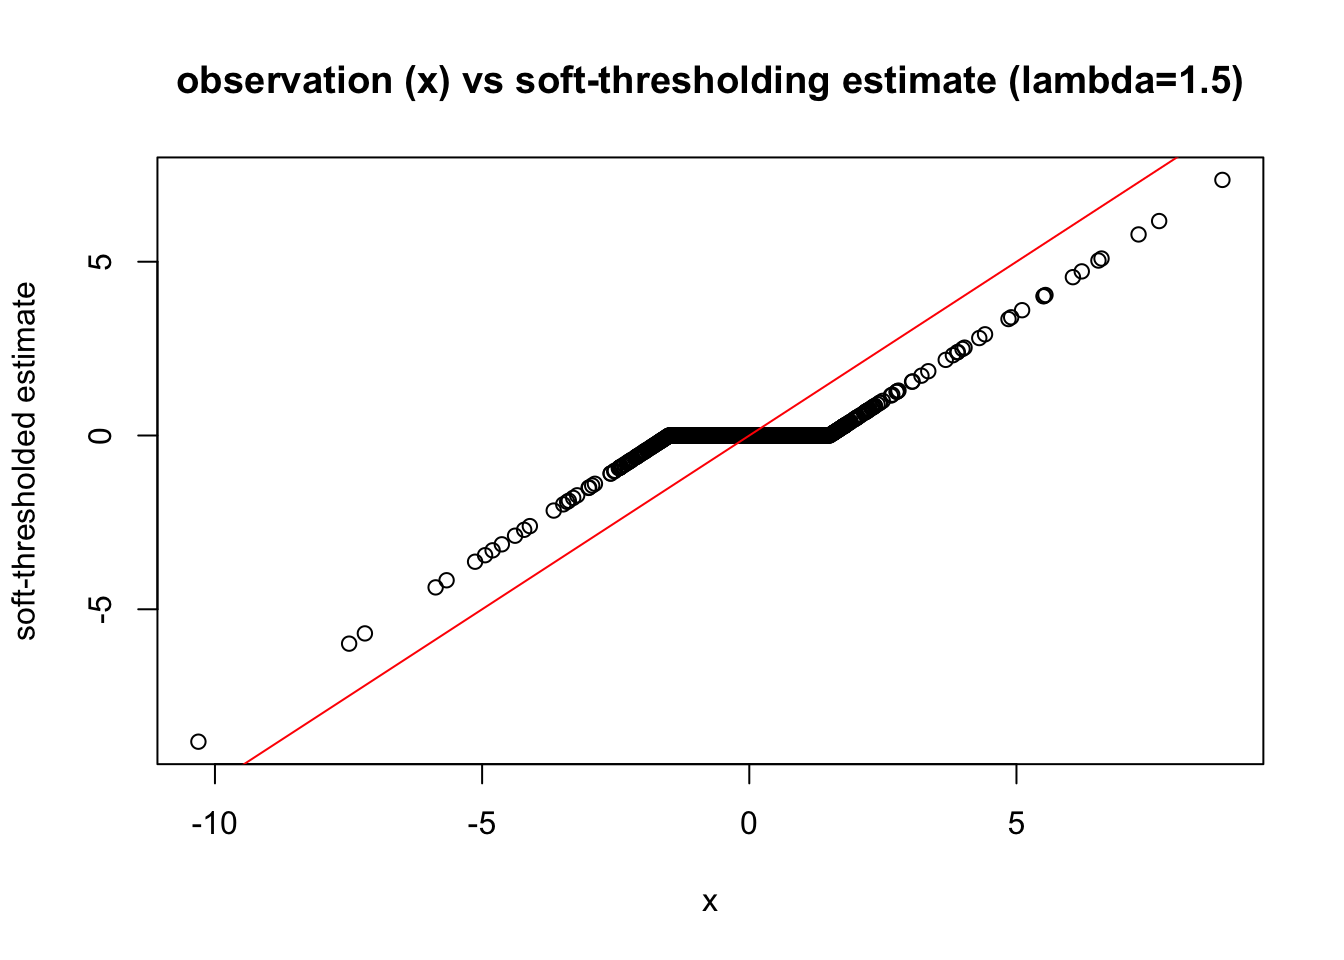 observation (x) vs soft-thresholding estimate (lambda=1.5)
soft-thresholded estimate
5
0
-5
-10
-5
0
5
x